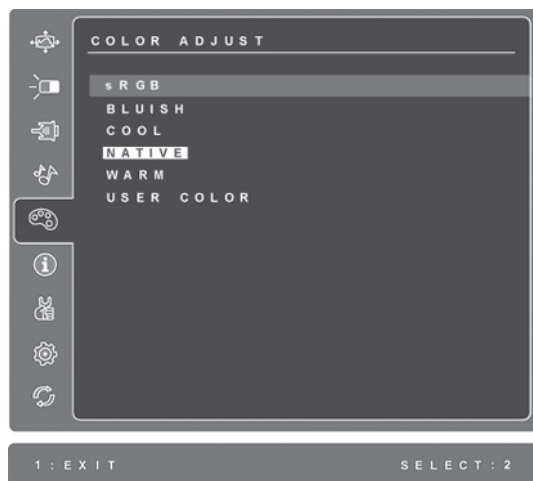 COLOR ADJUST
sRGB
BLUISH
COOL
NATIVE
WARM
USER COLOR
1:EXIT SELECT:2